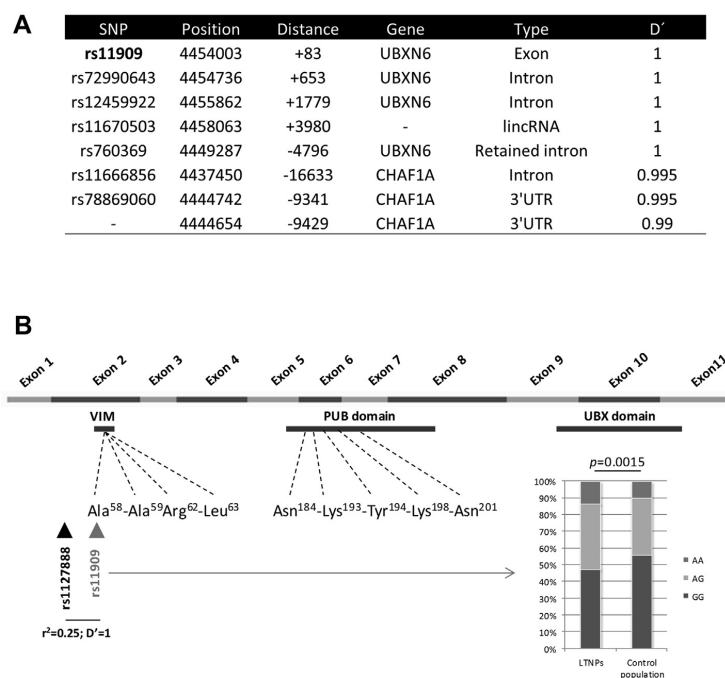 A
SNP Position Distance Gene Type D´
rs11909 4454003 +83 UBXN6 Exon 1
rs72990643 4454736 +653 UBXN6 Intron 1
rs12459922 4455862 +1779 UBXN6 Intron 1
rs11670503 4458063 +3980 - lincRNA 1
rs760369 4449287 -4796 UBXN6 Retained intron 1
rs11666856 4437450 -16633 CHAF1A Intron 0.995
rs78869060 4444742 -9341 CHAF1A 3'UTR 0.995
- 4444654 -9429 CHAF1A 3'UTR 0.99
B
Exon 1 Exon 2 Exon 3 Exon 4 Exon 5 Exon 6 Exon 7 Exon 8 Exon 9 Exon 10 Exon11
VIM PUB domain UBX domain
p=0.0015
Ala⁵⁸-Ala⁵⁹Arg⁶²-Leu⁶³ Asn¹⁸⁴-Lys¹⁹³-Tyr¹⁹⁴-Lys¹⁹⁸-Asn²⁰¹
rs1127888
rs11909
r²=0.25; D’=1
100%
90%
80%
70%
60%
50%
40%
30%
20%
10%
0%
AA
AG
GG
LTNPs Control
population